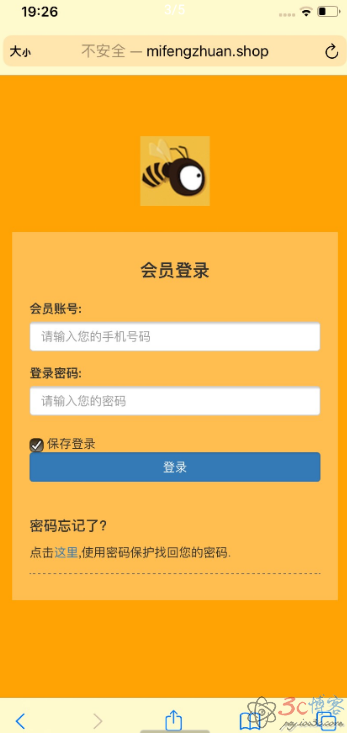 19:26
3/5
大小
不安全 — mifengzhuan.shop
会员登录
会员账号:
请输入您的手机号码
登录密码:
请输入您的密码
保存登录
登录
密码忘记了?
点击这里,使用密码保护找回您的密码.
3c博客